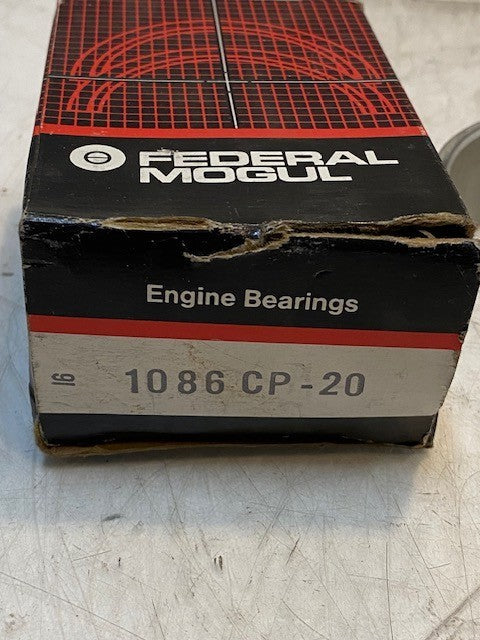 FEDERAL
MOGUL
Engine Bearings
16 1086 CP-20